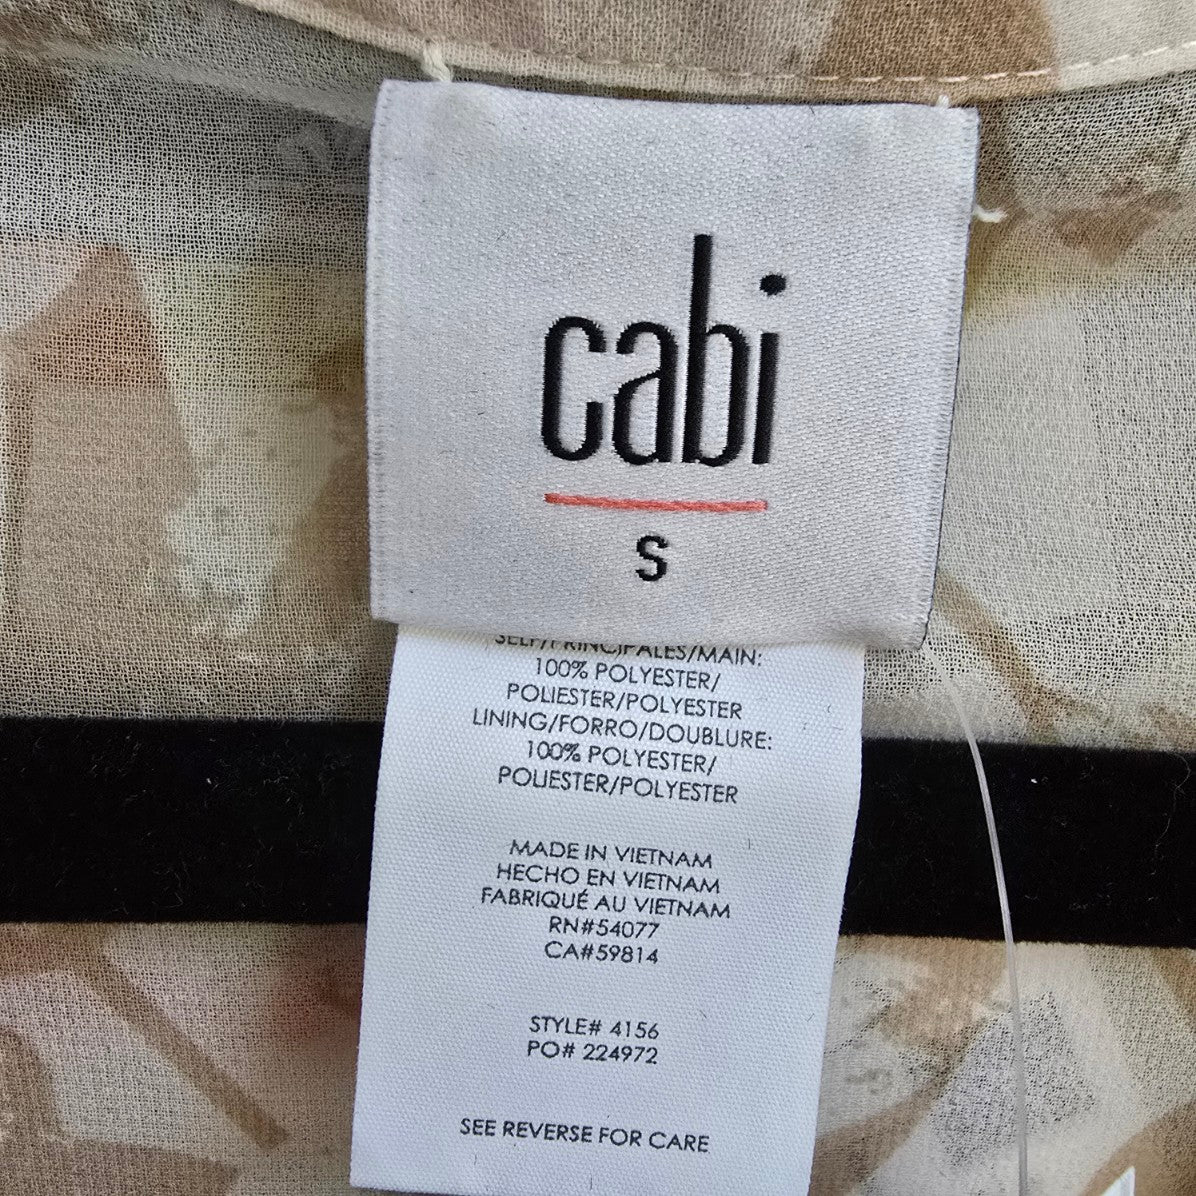 cabi
s
SELF/PRINCIPALES/MAIN:
100% POLYESTER/
POLIESTER/POLYESTER
LINING/FORRO/DOUBLURE:
100% POLYESTER/
POLIESTER/POLYESTER
MADE IN VIETNAM
HECHO EN VIETNAM
FABRIQUÉ AU VIETNAM
RN#54077
CA#59814
STYLE# 4156
PO# 224972
SEE REVERSE FOR CARE